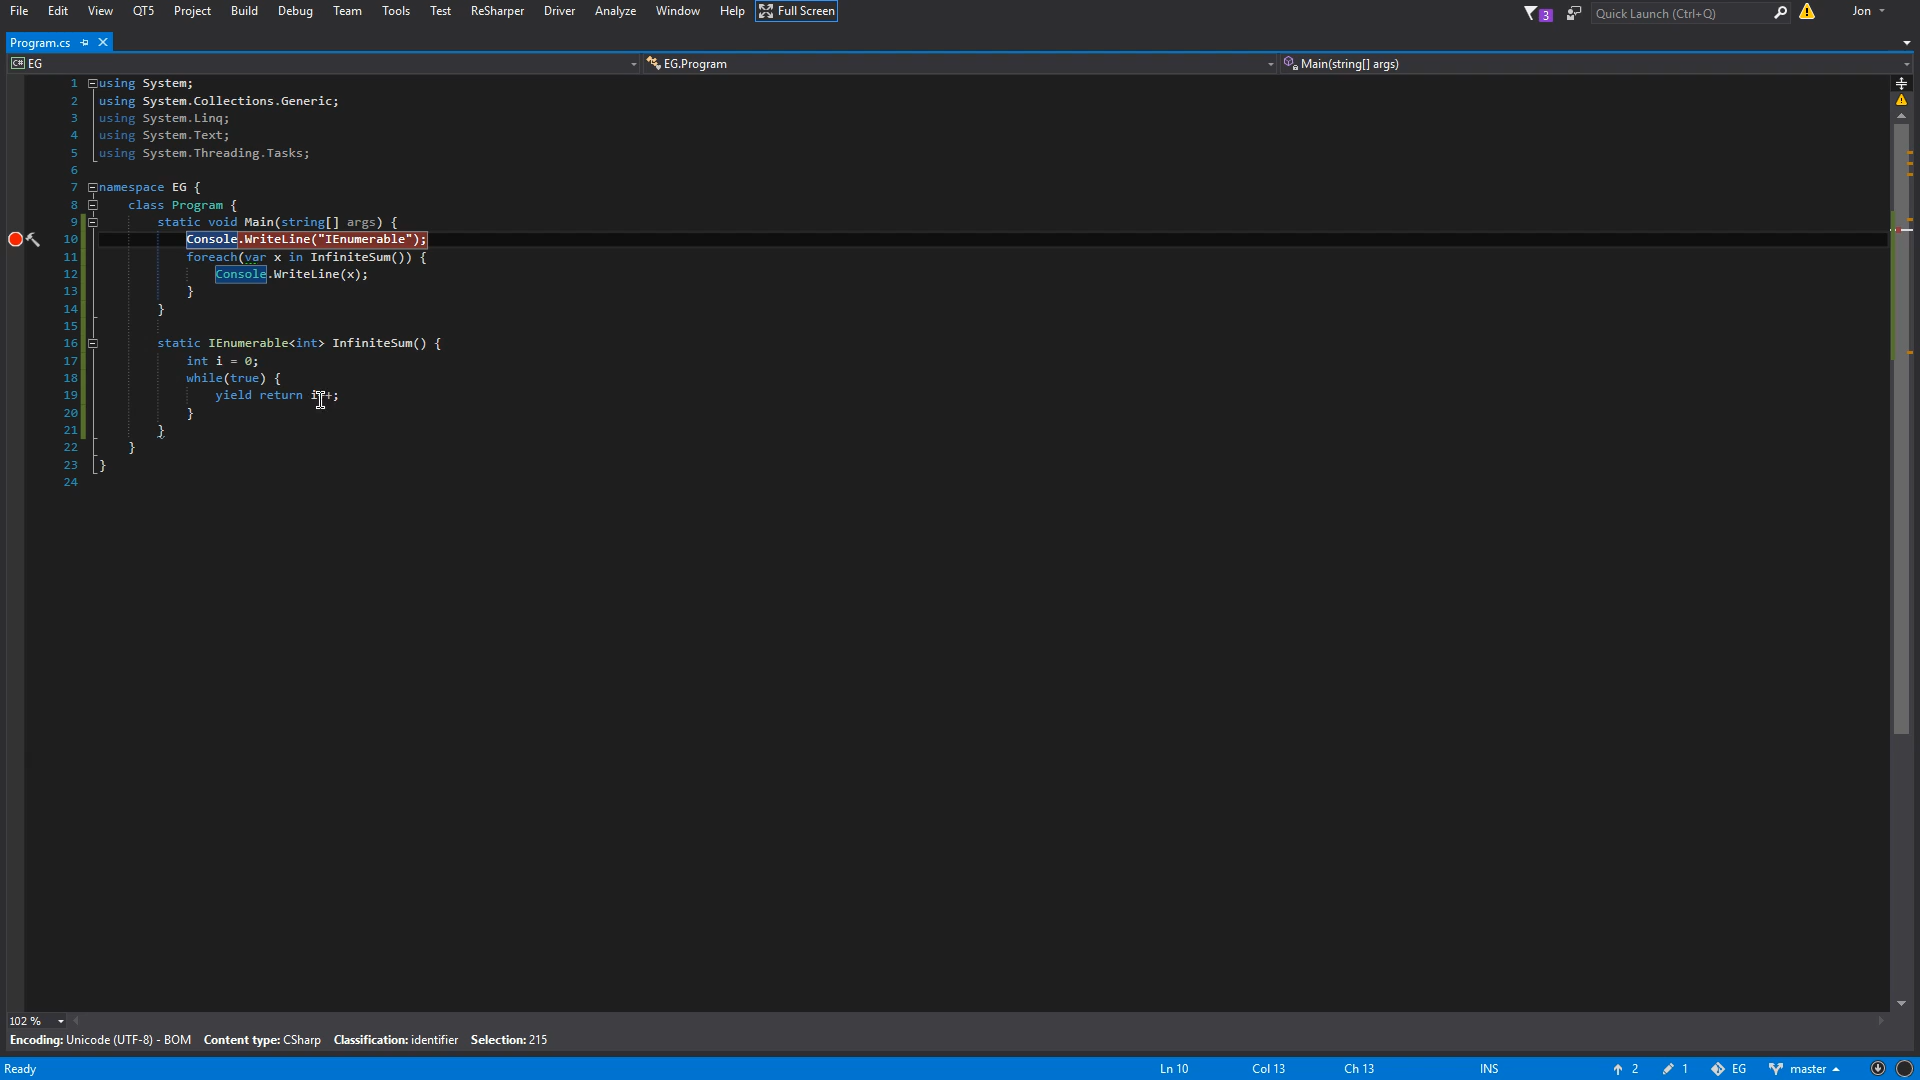 File Edit View QT5 Project Build Debug Team Tools Test ReSharper Driver Analyze Window Help Full Screen 3 Quick Launch (Ctrl+Q) Jon
Program.cs
C# EG EG.Program Main(string[] args)
1 using System;
2 using System.Collections.Generic;
3 using System.Linq;
4 using System.Text;
5 using System.Threading.Tasks;
6
7 namespace EG {
8 class Program {
9 static void Main(string[] args) {
10 Console.WriteLine("IEnumerable");
11 foreach(var x in InfiniteSum()) {
12 Console.WriteLine(x);
13 }
14 }
15
16 static IEnumerable<int> InfiniteSum() {
17 int i = 0;
18 while(true) {
19 yield return i++;
20 }
21 }
22 }
23 }
24
102 %
Encoding: Unicode (UTF-8) - BOM Content type: CSharp Classification: identifier Selection: 215
Ready Ln 10 Col 13 Ch 13 INS 2 1 EG master